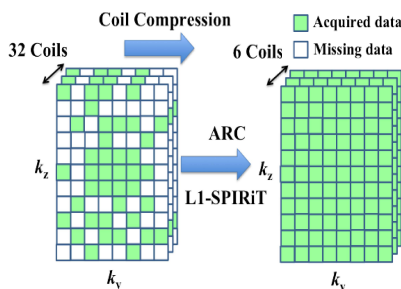 Coil Compression
Acquired data
Missing data
32 Coils
6 Coils
ARC
L1-SPIRiT
kz
kz
ky
ky